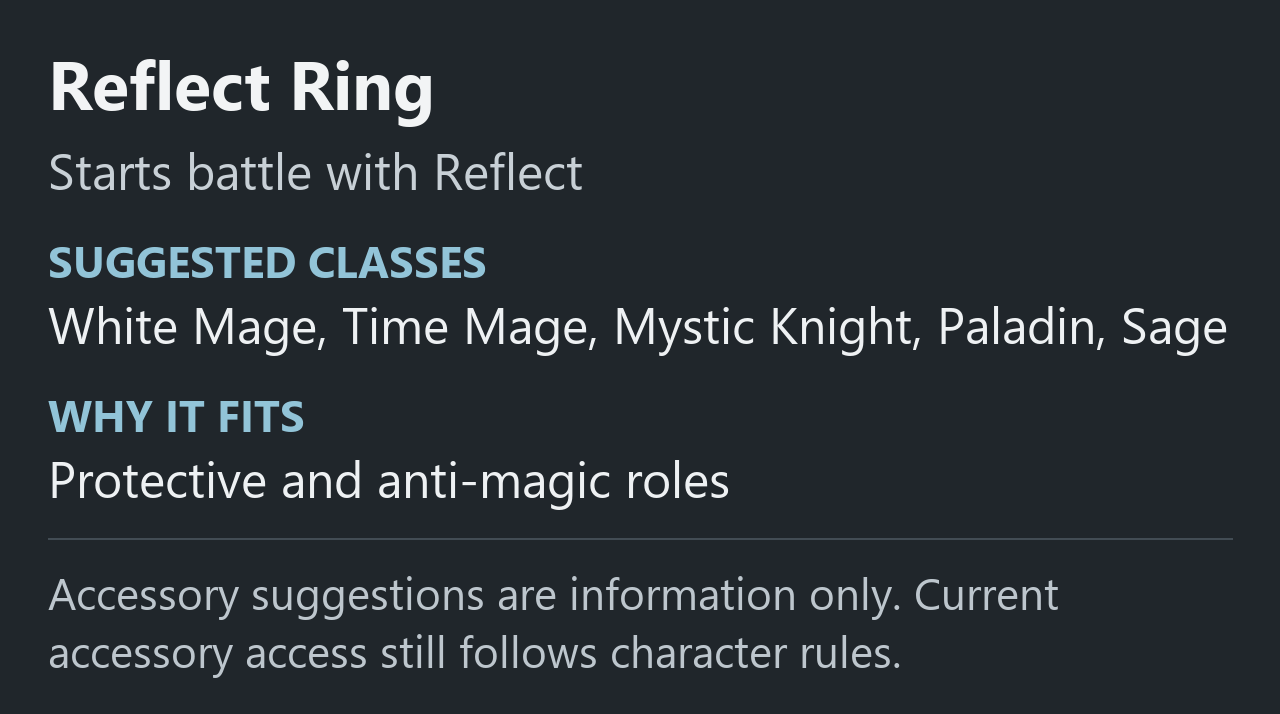 Reflect Ring
Starts battle with Reflect
SUGGESTED CLASSES
White Mage, Time Mage, Mystic Knight, Paladin, Sage
WHY IT FITS
Protective and anti-magic roles
Accessory suggestions are information only. Current
accessory access still follows character rules.